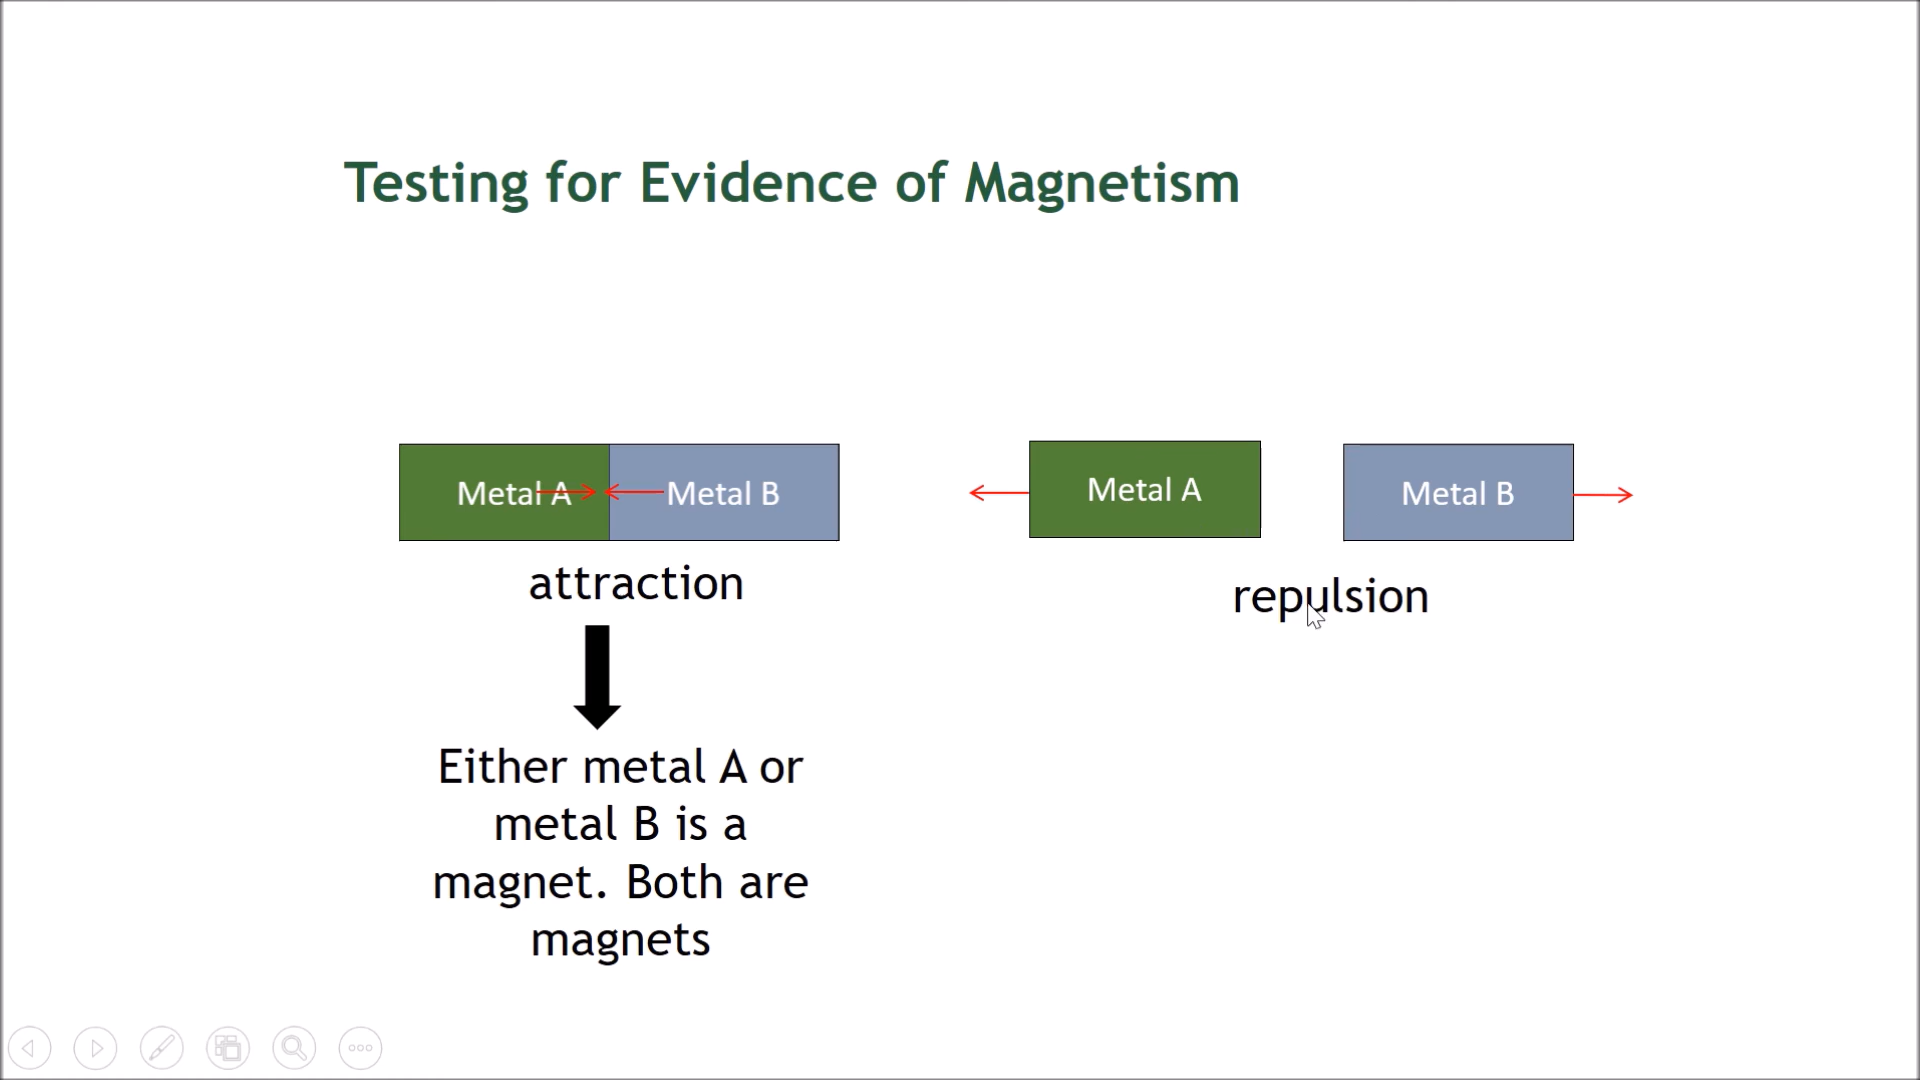 Testing for Evidence of Magnetism
Metal A
Metal B
Metal A
Metal B
attraction
repulsion
Either metal A or
metal B is a
magnet. Both are
magnets